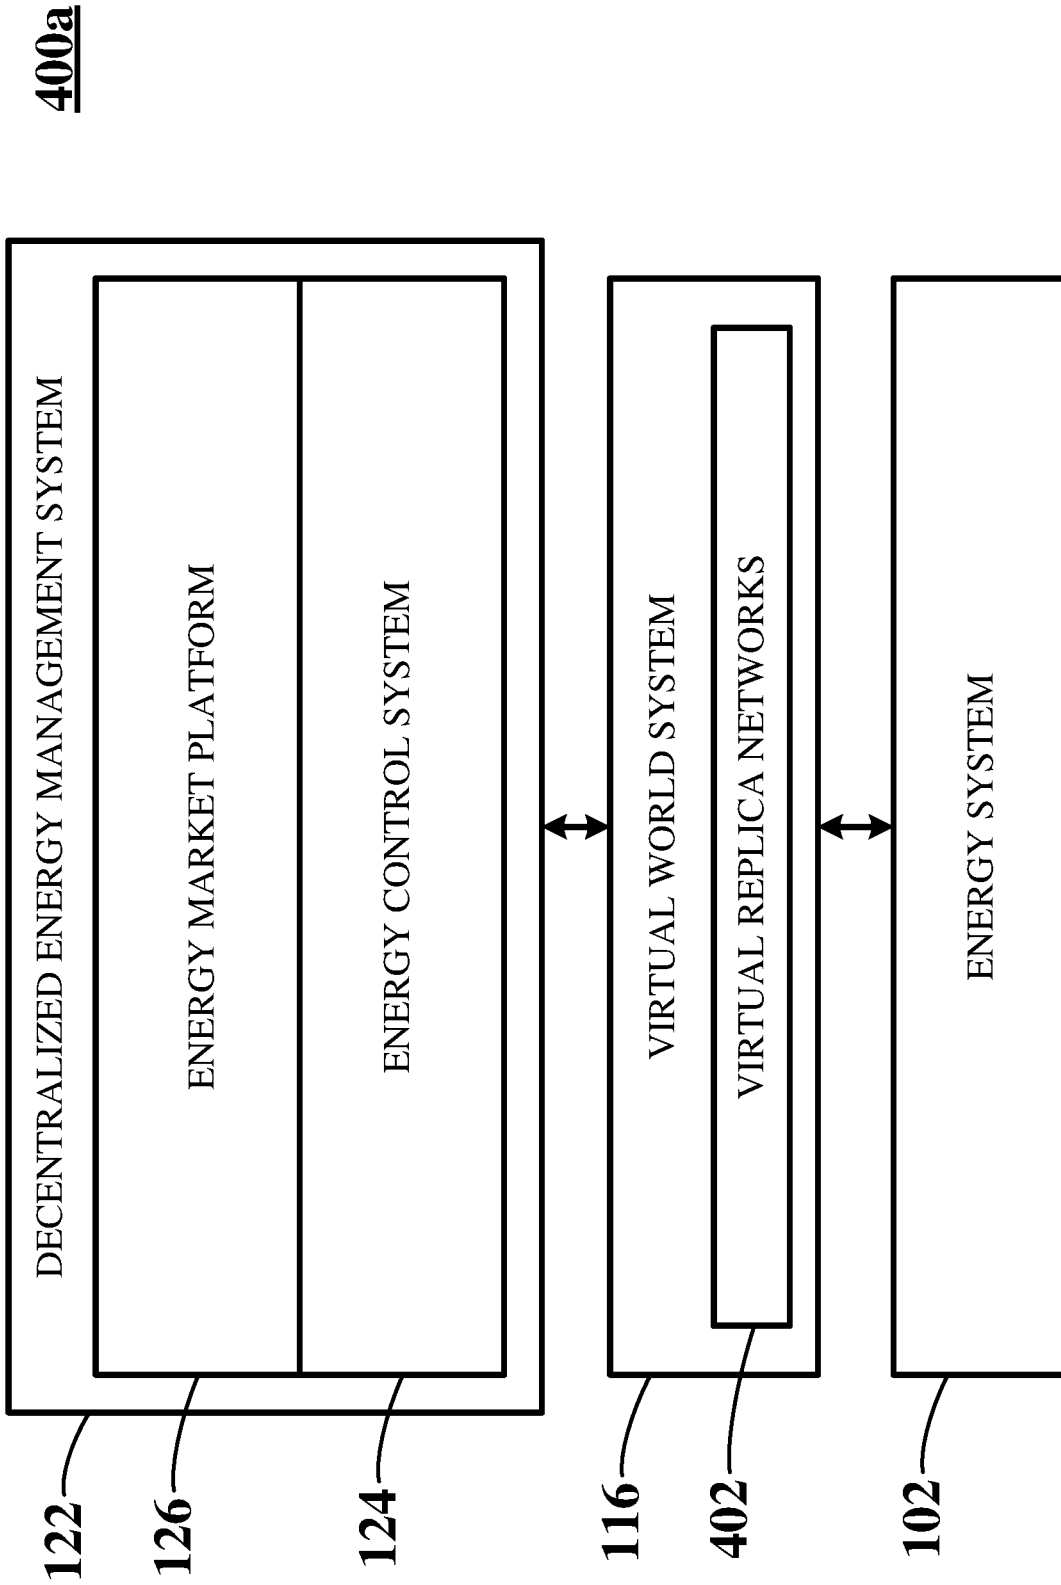 400a
122
DECENTRALIZED ENERGY MANAGEMENT SYSTEM
126
ENERGY MARKET PLATFORM
124
ENERGY CONTROL SYSTEM
116
VIRTUAL WORLD SYSTEM
402
VIRTUAL REPLICA NETWORKS
102
ENERGY SYSTEM